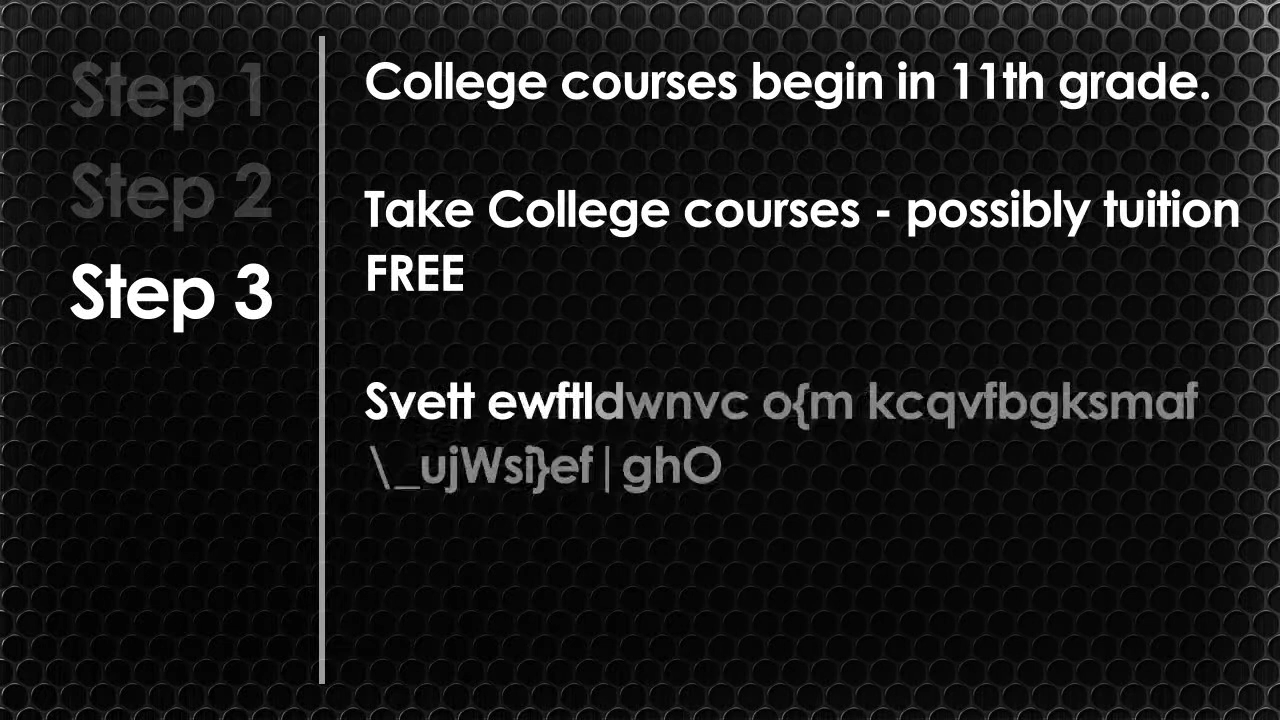 Step 1
Step 2
Step 3
College courses begin in 11th grade.
Take College courses - possibly tuition
FREE
Svett ewftldwnvc o{m kcqvfbgksmaf
\_ujWsi}ef|ghO